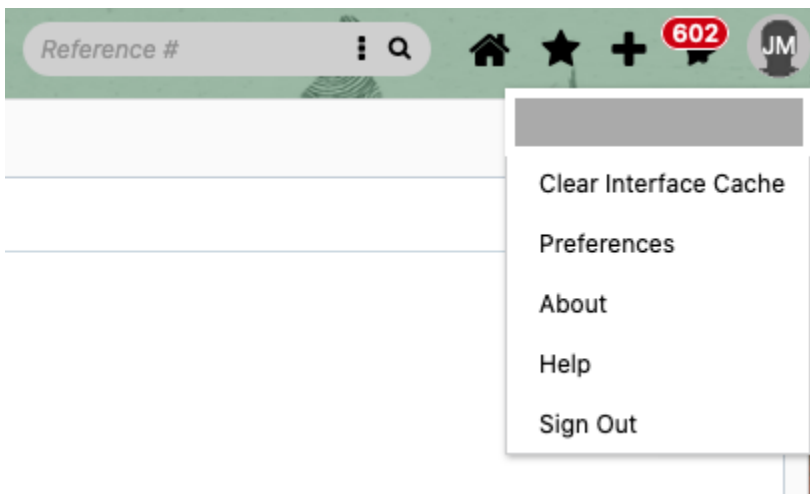 Reference #
602
JM
Clear Interface Cache
Preferences
About
Help
Sign Out